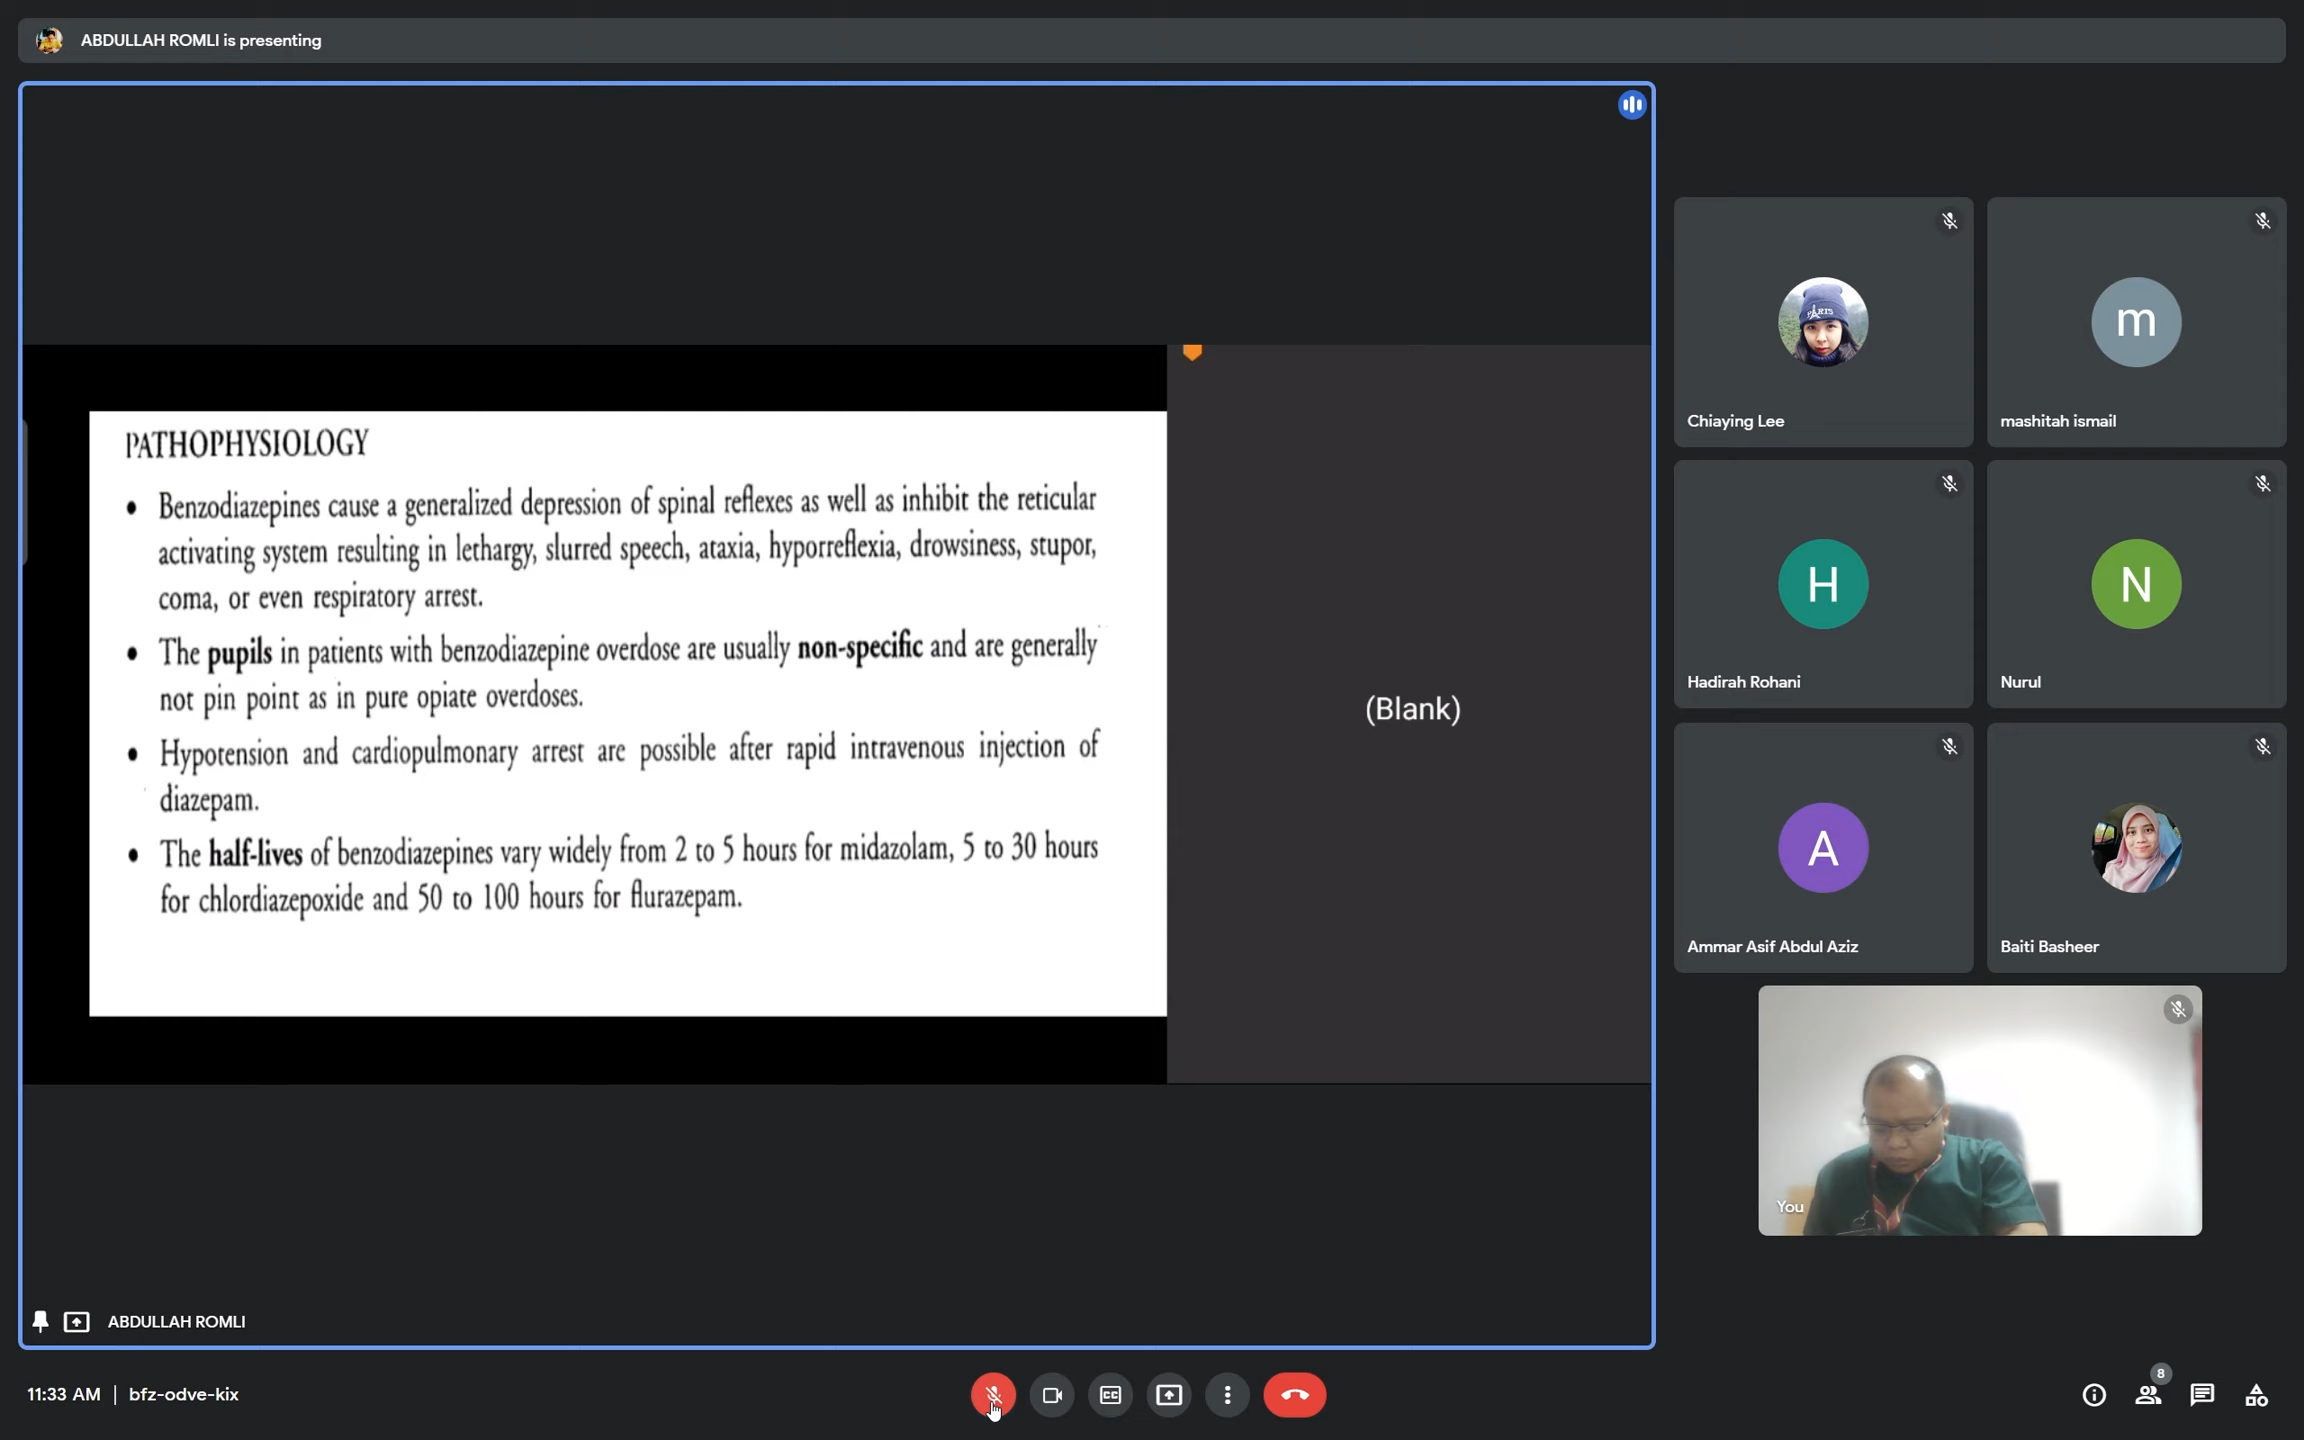 ABDULLAH ROMLI is presenting
PATHOPHYSIOLOGY
• Benzodiazepines cause a generalized depression of spinal reflexes as well as inhibit the reticular
activating system resulting in lethargy, slurred speech, ataxia, hyporreflexia, drowsiness, stupor,
coma, or even respiratory arrest.
• The pupils in patients with benzodiazepine overdose are usually non-specific and are generally
not pin point as in pure opiate overdoses.
• Hypotension and cardiopulmonary arrest are possible after rapid intravenous injection of
diazepam.
• The half-lives of benzodiazepines vary widely from 2 to 5 hours for midazolam, 5 to 30 hours
for chlordiazepoxide and 50 to 100 hours for flurazepam.
(Blank)
ABDULLAH ROMLI
PARIS
Chiaying Lee
m
mashitah ismail
H
Hadirah Rohani
N
Nurul
A
Ammar Asif Abdul Aziz
Baiti Basheer
You
11:33 AM | bfz-odve-kix
CC
8